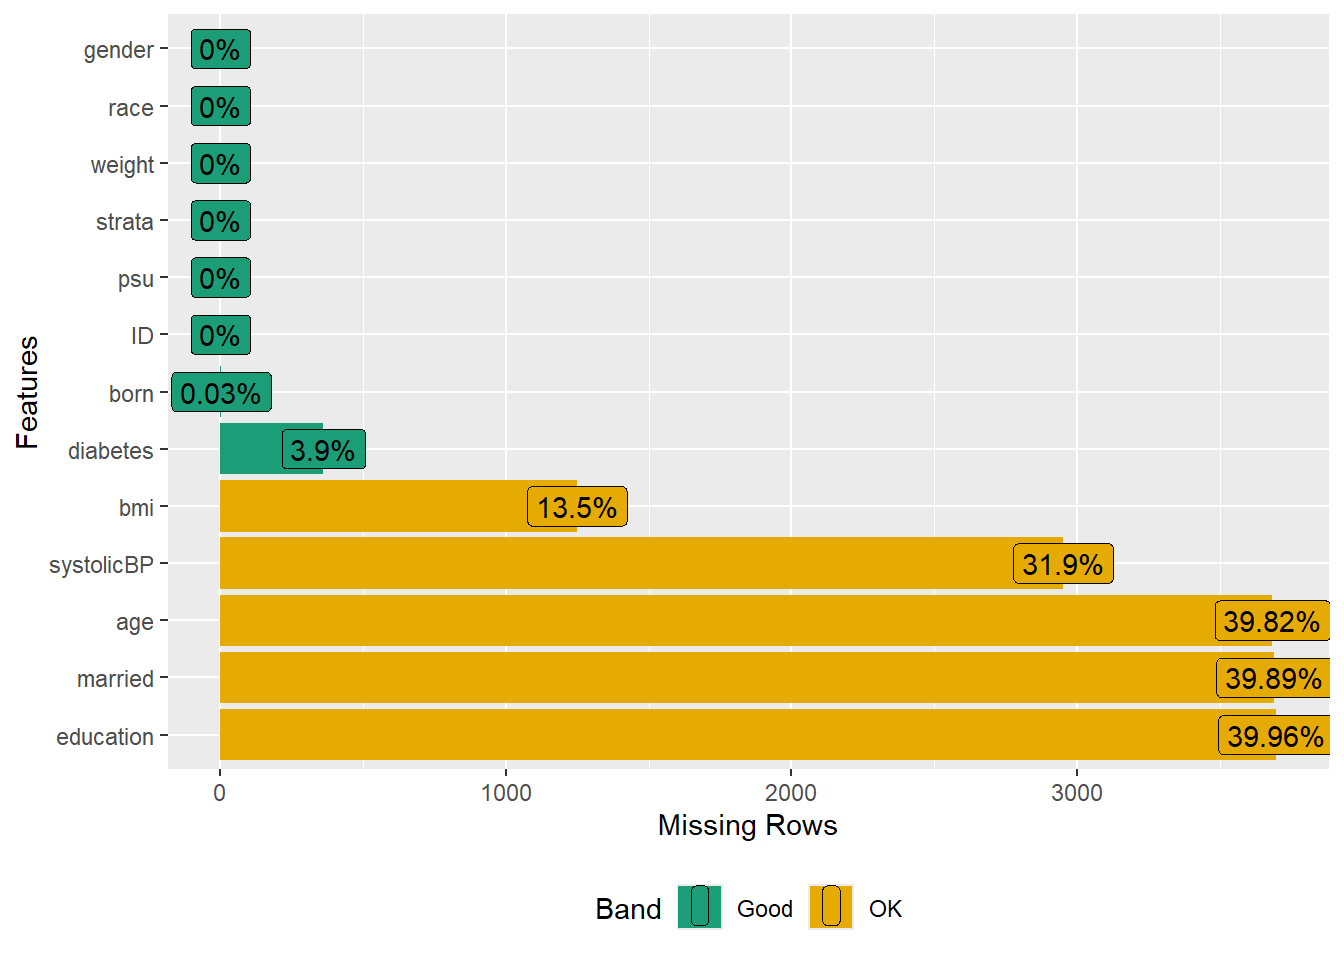 gender 0%
race 0%
weight 0%
strata 0%
psu 0%
ID 0%
born 0.03%
diabetes 3.9%
bmi 13.5%
systolicBP 31.9%
age 39.82%
married 39.89%
education 39.96%
Features
0 1000 2000 3000
Missing Rows
Band Good OK